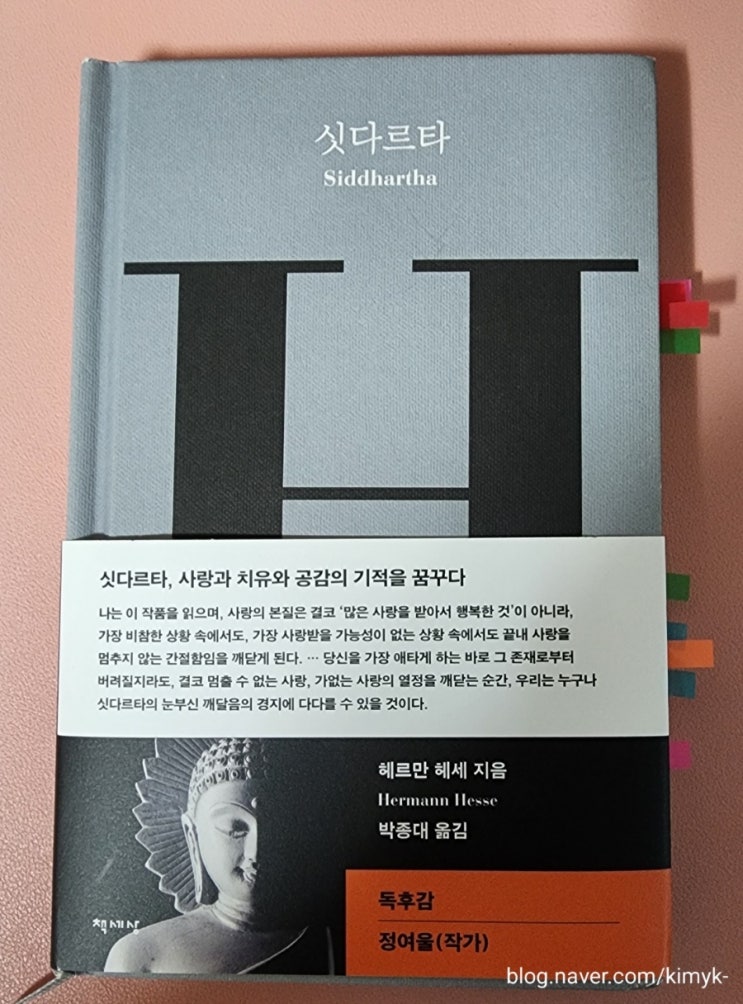 싯다르타
Siddhartha
H
싯다르타, 사랑과 치유와 공감의 기적을 꿈꾸다
나는 이 작품을 읽으며, 사랑의 본질은 결코 ‘많은 사랑을 받아서 행복한 것’이 아니라,
가장 비참한 상황 속에서도, 가장 사랑받을 가능성이 없는 상황 속에서도 끝내 사랑을
멈추지 않는 간절함임을 깨닫게 된다. … 당신을 가장 애타게 하는 바로 그 존재로부터
버려질지라도, 결코 멈출 수 없는 사랑, 가없는 사랑의 열정을 깨닫는 순간, 우리는 누구나
싯다르타의 눈부신 깨달음의 경지에 다다를 수 있을 것이다.
헤르만 헤세 지음
Hermann Hesse
박종대 옮김
독후감
정여울(작가)
책세상
blog.naver.com/kimyk-